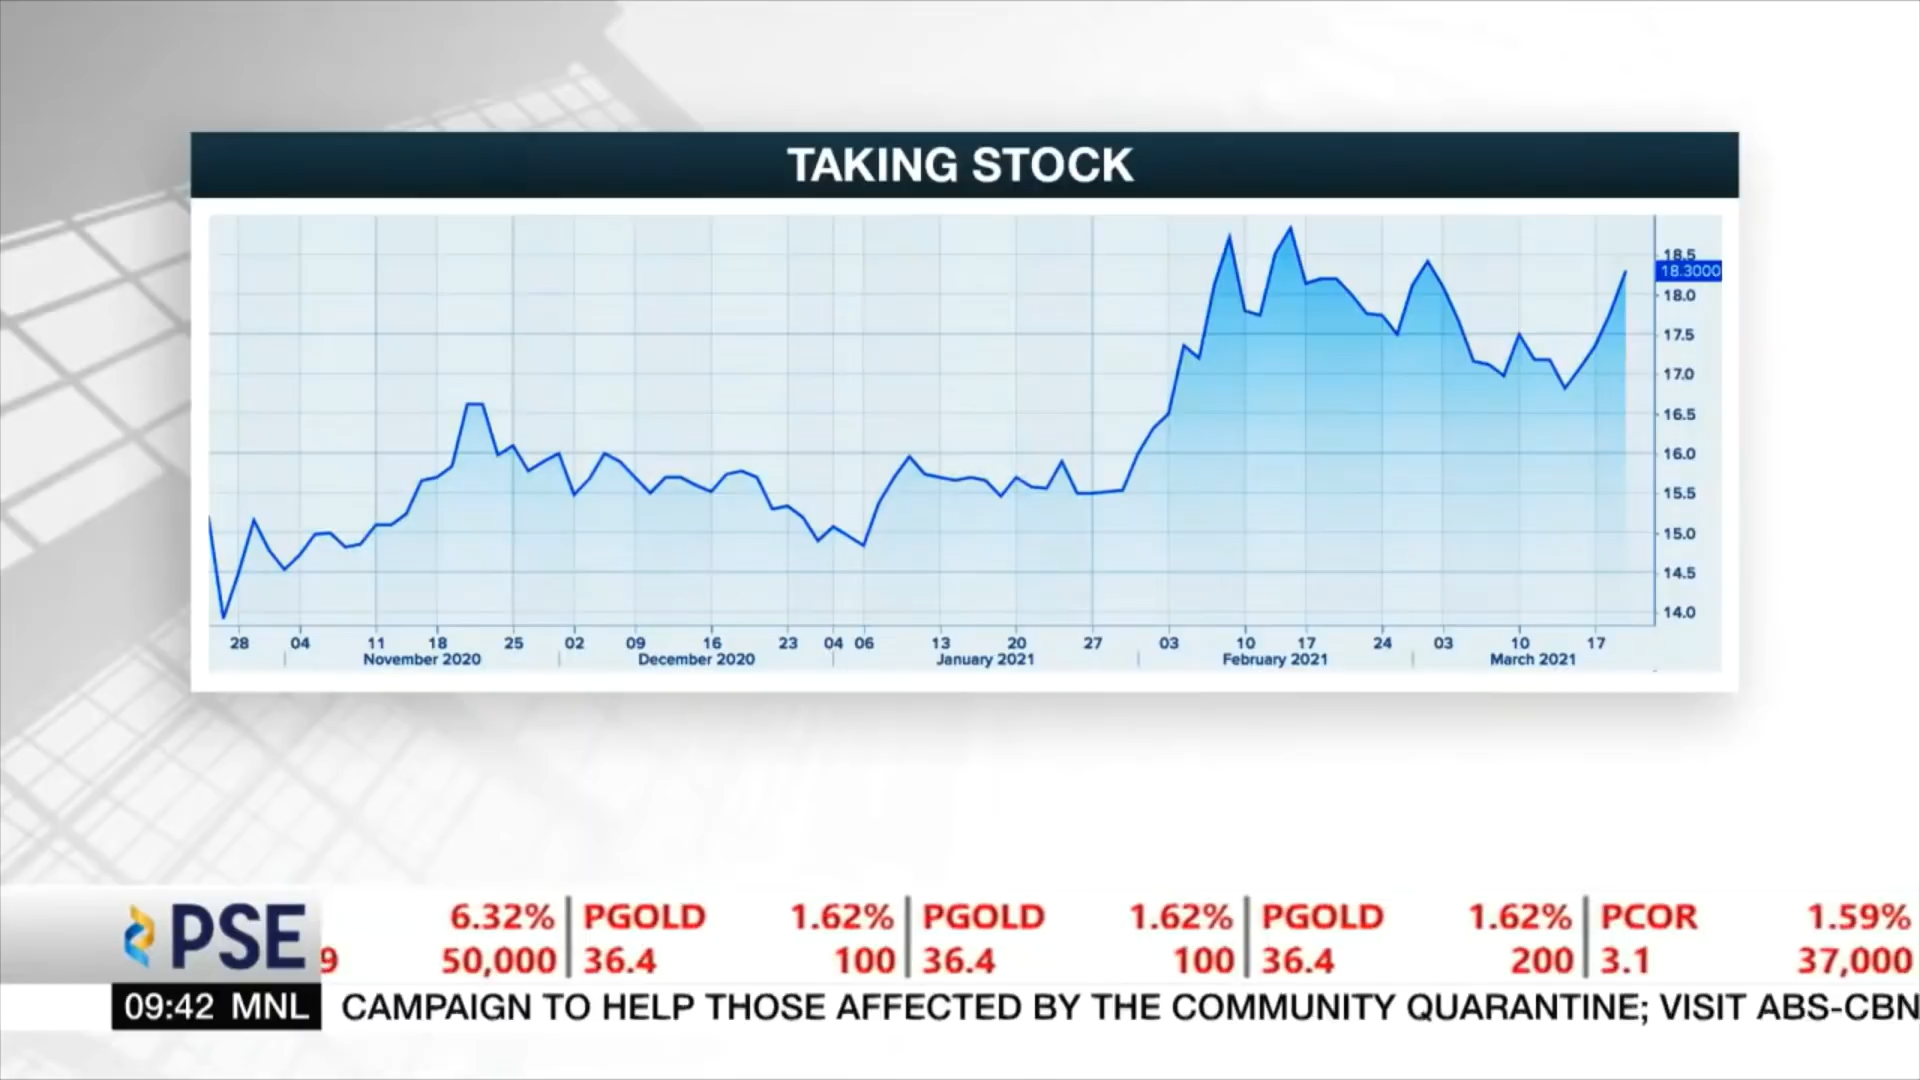 TAKING STOCK
18.5
18.3000
18.0
17.5
17.0
16.5
16.0
15.5
15.0
14.5
14.0
28 04 11 18 25 02 09 16 23 04 06 13 20 27 03 10 17 24 03 10 17
November 2020 December 2020 January 2021 February 2021 March 2021
PSE
6.32% PGOLD 1.62% PGOLD 1.62% PGOLD 1.62% PCOR 1.59%
9 50,000 36.4 100 36.4 100 36.4 200 3.1 37,000
09:42 MNL CAMPAIGN TO HELP THOSE AFFECTED BY THE COMMUNITY QUARANTINE; VISIT ABS-CBN